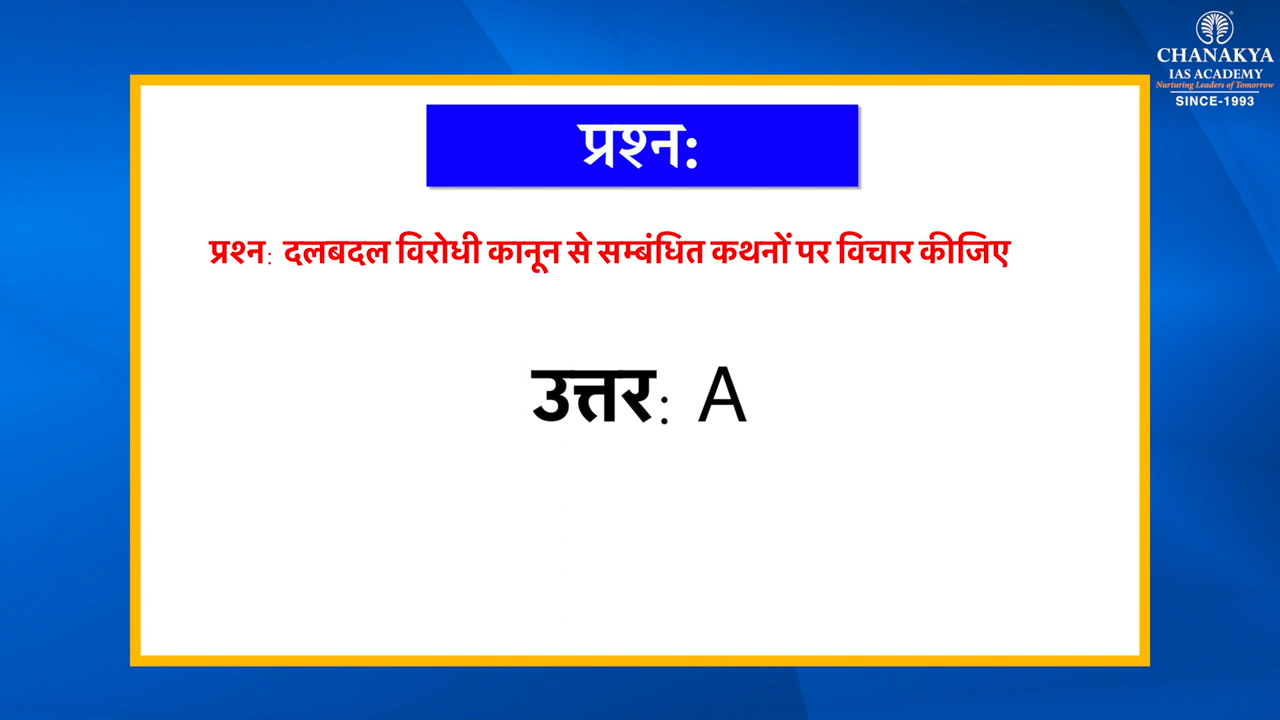 CHANAKYA
IAS ACADEMY
Nurturing Leaders of Tomorrow
SINCE-1993
प्रश्न:
प्रश्न: दलबदल विरोधी कानून से सम्बंधित कथनों पर विचार कीजिए
उत्तर: A